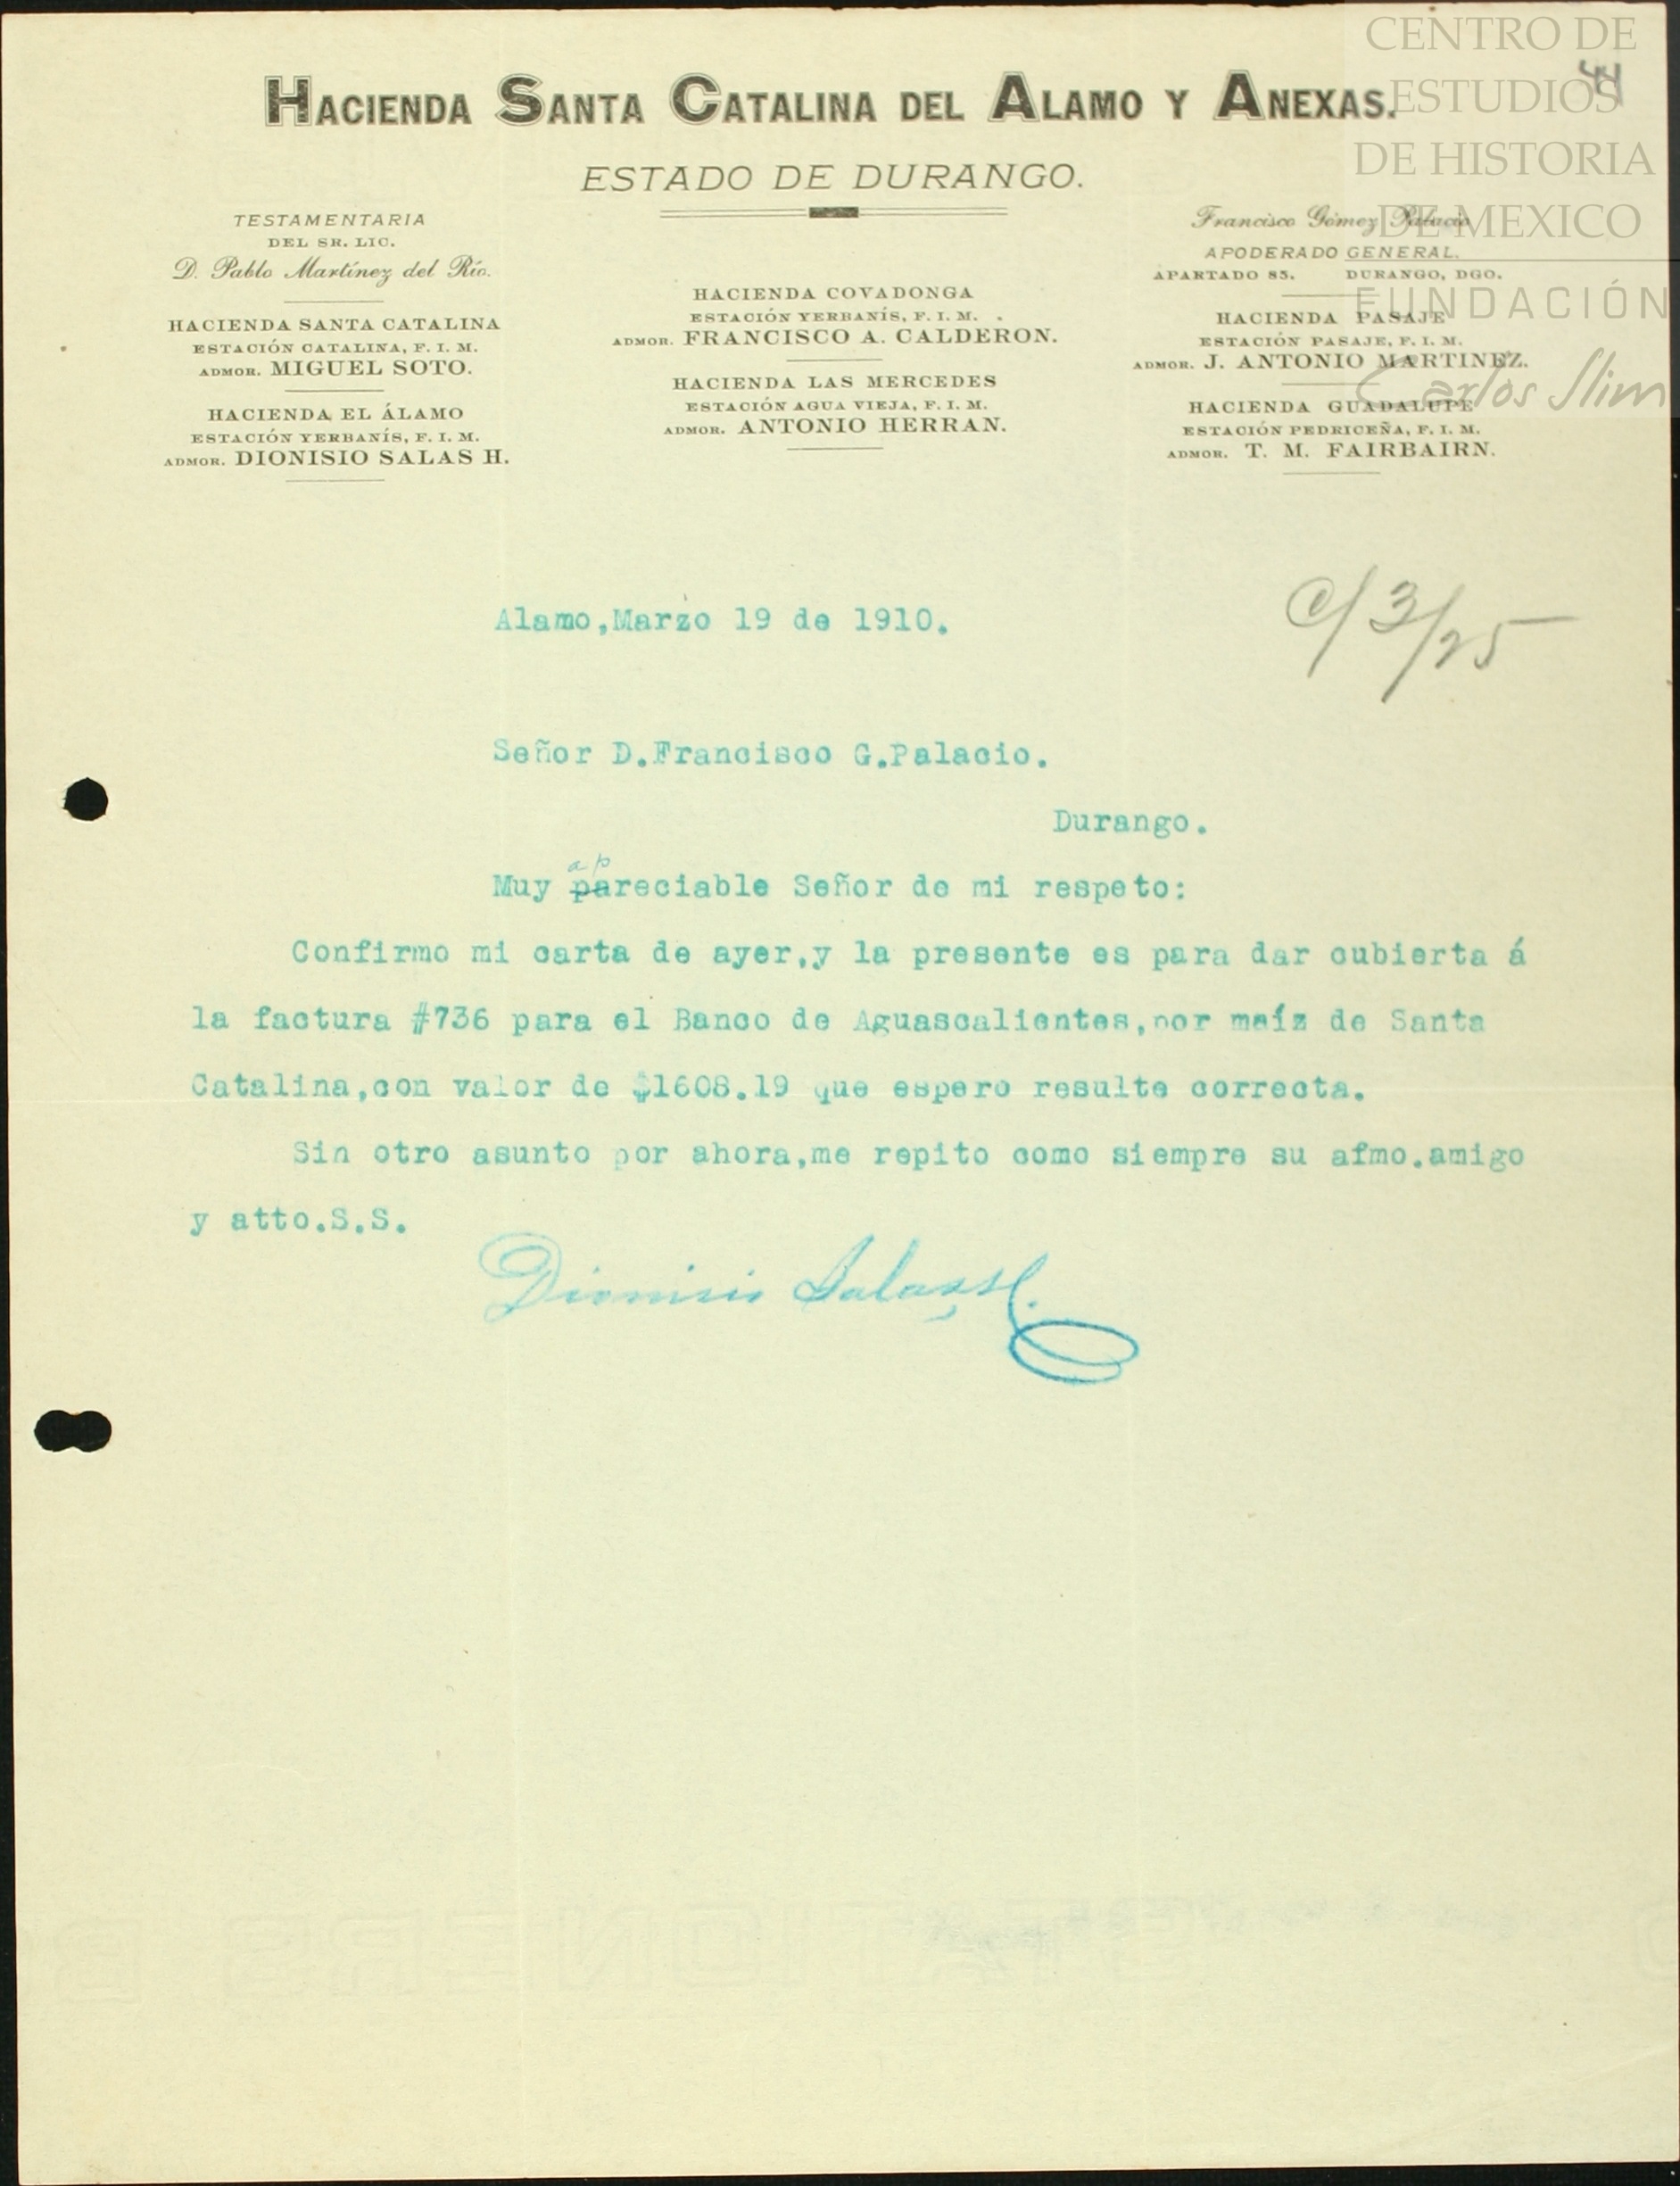 CENTRO DE
ESTUDIOS
DE HISTORIA
DE MEXICO
FUNDACIÓN
Carlos Slim
HACIENDA SANTA CATALINA DEL ALAMO Y ANEXAS.
ESTADO DE DURANGO.
TESTAMENTARIA
DEL SR. LIC.
D. Pablo Martínez del Río.
HACIENDA SANTA CATALINA
ESTACIÓN CATALINA, F. I. M.
ADMOR. MIGUEL SOTO.
HACIENDA EL ÁLAMO
ESTACIÓN YERBANÍS, F. I. M.
ADMOR. DIONISIO SALAS H.
HACIENDA COVADONGA
ESTACIÓN YERBANÍS, F. I. M.
ADMOR. FRANCISCO A. CALDERON.
HACIENDA LAS MERCEDES
ESTACIÓN AGUA VIEJA, F. I. M.
ADMOR. ANTONIO HERRAN.
Francisco Gómez Palacio
APODERADO GENERAL.
APARTADO 85. DURANGO, DGO.
HACIENDA PASAJE
ESTACIÓN PASAJE, F. I. M.
ADMOR. J. ANTONIO MARTINEZ.
HACIENDA GUADALUPE
ESTACIÓN PEDRICEÑA, F. I. M.
ADMOR. T. M. FAIRBAIRN.
Alamo,Marzo 19 de 1910.
c/3/25
Señor D.Francisco G.Palacio.
Durango.
ap
Muy pareciable Señor de mi respeto:
Confirmo mi carta de ayer,y la presente es para dar cubierta á
la factura #736 para el Banco de Aguascalientes,por maíz de Santa
Catalina,con valor de $1608.19 que espero resulte correcta.
Sin otro asunto por ahora,me repito como siempre su afmo.amigo
y atto.S.S.
Dionisio Salas H.